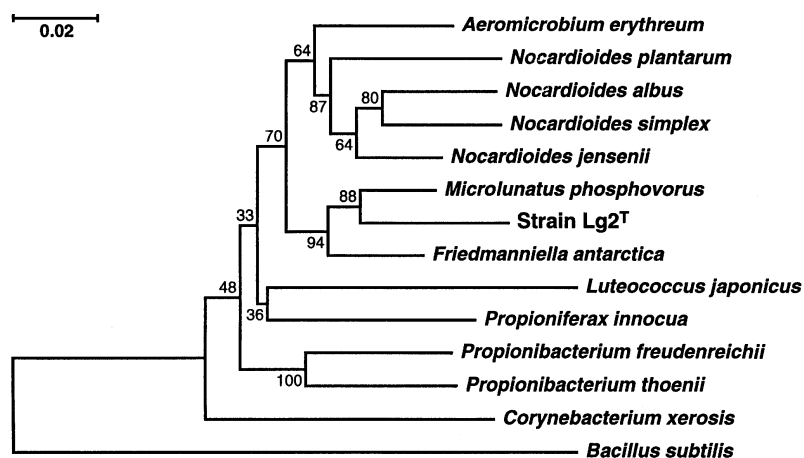 0.02
Aeromicrobium erythreum
64
Nocardioides plantarum
87
80
Nocardioides albus
Nocardioides simplex
64
Nocardioides jensenii
70
Microlunatus phosphovorus
88
Strain Lg2ᵀ
94
Friedmanniella antarctica
33
Luteococcus japonicus
36
Propioniferax innocua
48
Propionibacterium freudenreichii
100
Propionibacterium thoenii
Corynebacterium xerosis
Bacillus subtilis